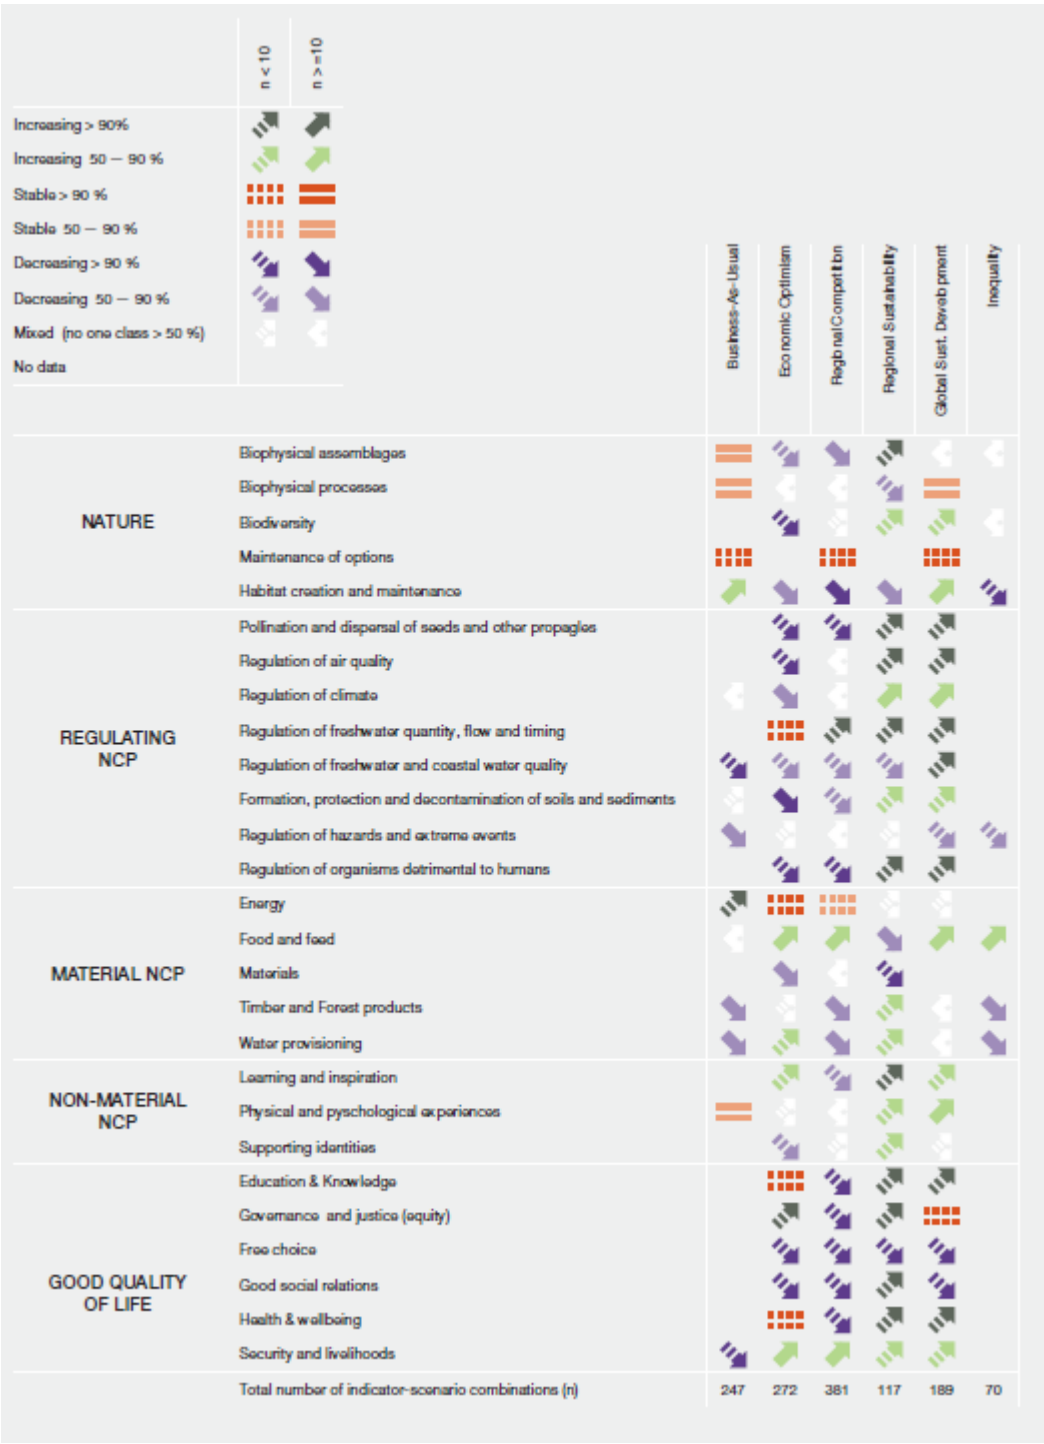 n < 10
n > =10
Increasing > 90%
Increasing 50 — 90 %
Stable > 90 %
Stable 50 — 90 %
Decreasing > 90 %
Decreasing 50 — 90 %
Mixed (no one class > 50 %)
No data
Business-As-Usual
Economic Optimism
Regional Competition
Regional Sustainability
Global Sust. Development
Inequality
NATURE
Biophysical assemblages
Biophysical processes
Biodiversity
Maintenance of options
Habitat creation and maintenance
REGULATING
NCP
Pollination and dispersal of seeds and other propagles
Regulation of air quality
Regulation of climate
Regulation of freshwater quantity, flow and timing
Regulation of freshwater and coastal water quality
Formation, protection and decontamination of soils and sediments
Regulation of hazards and extreme events
Regulation of organisms detrimental to humans
MATERIAL NCP
Energy
Food and feed
Materials
Timber and Forest products
Water provisioning
NON-MATERIAL
NCP
Learning and inspiration
Physical and pyschological experiences
Supporting identities
GOOD QUALITY
OF LIFE
Education & Knowledge
Governance and justice (equity)
Free choice
Good social relations
Health & wellbeing
Security and livelihoods
Total number of indicator-scenario combinations (n) 247 272 381 117 189 70